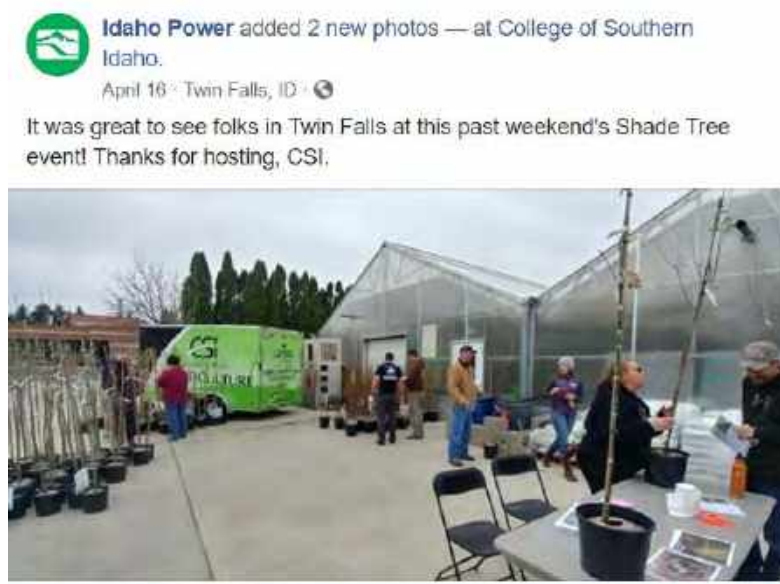 Idaho Power added 2 new photos — at College of Southern
Idaho.
April 16 · Twin Falls, ID ·
It was great to see folks in Twin Falls at this past weekend's Shade Tree
event! Thanks for hosting, CSI.
CSI